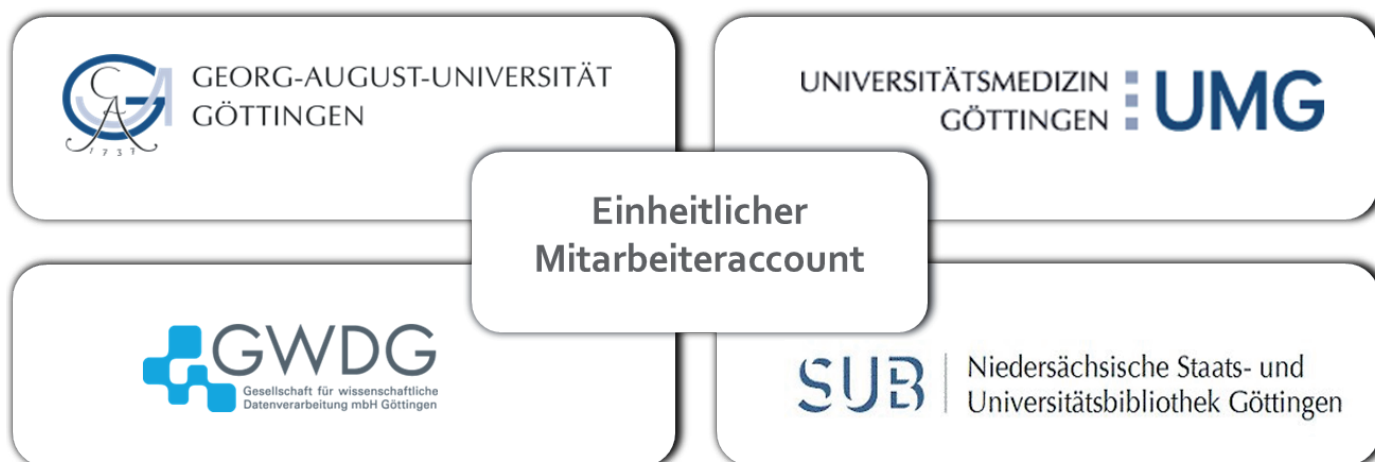 GEORG-AUGUST-UNIVERSITÄT
GÖTTINGEN
1737
UNIVERSITÄTSMEDIZIN
GÖTTINGEN
UMG
Einheitlicher
Mitarbeiteraccount
GWDG
Gesellschaft für wissenschaftliche
Datenverarbeitung mbH Göttingen
SUB
Niedersächsische Staats- und
Universitätsbibliothek Göttingen